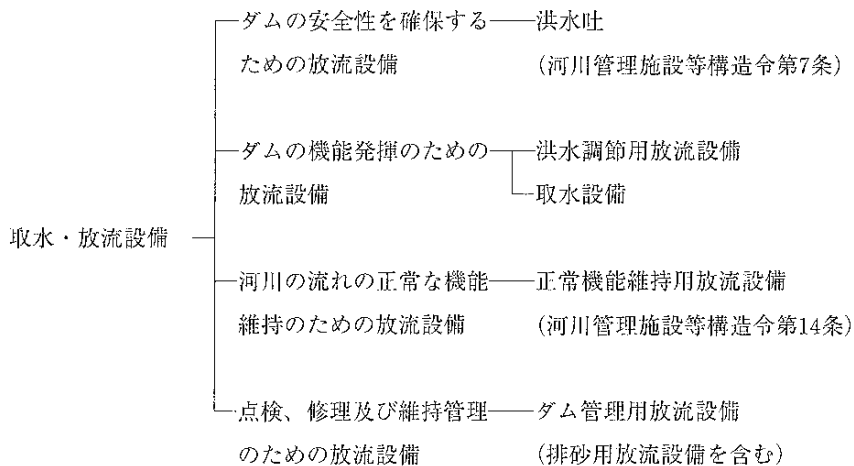 ダムの安全性を確保する 洪水吐
ための放流設備 (河川管理施設等構造令第7条)
ダムの機能発揮のための 洪水調節用放流設備
放流設備 取水設備
取水・放流設備
河川の流れの正常な機能 正常機能維持用放流設備
維持のための放流設備 (河川管理施設等構造令第14条)
点検、修理及び維持管理 ダム管理用放流設備
のための放流設備 (排砂用放流設備を含む)